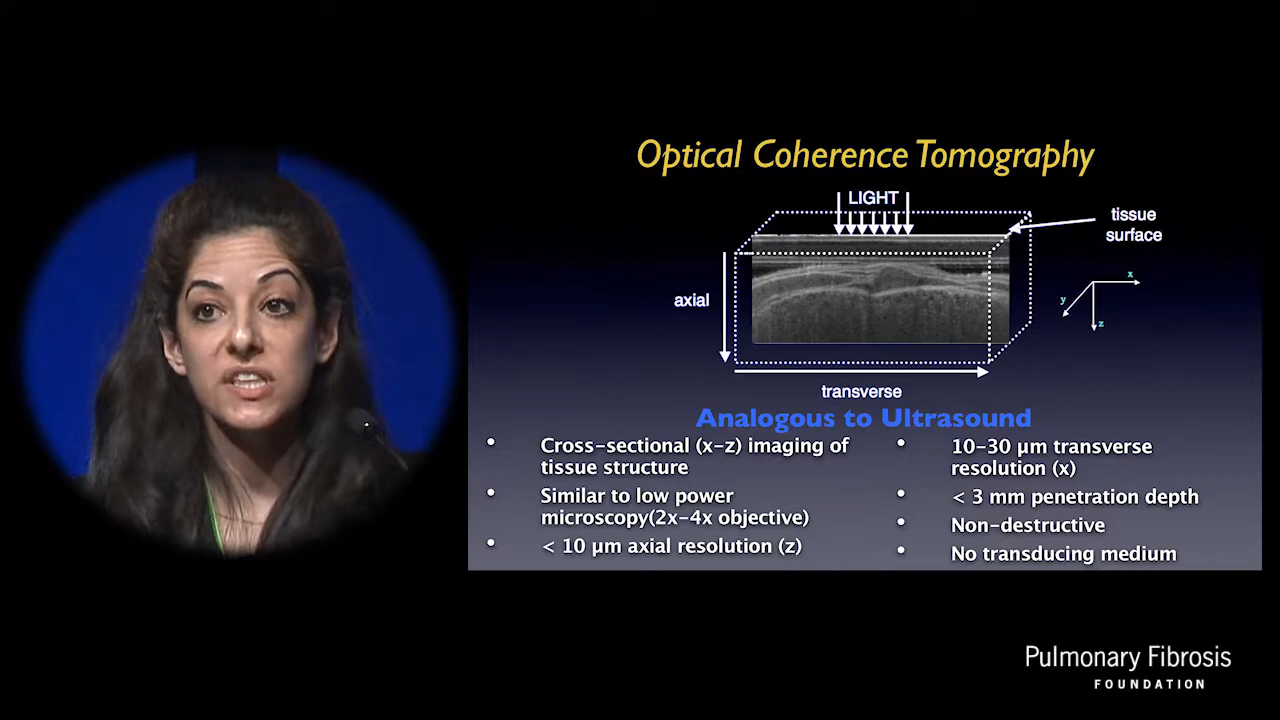 Optical Coherence Tomography
LIGHT
tissue
surface
axial
x
y
z
transverse
Analogous to Ultrasound
• Cross-sectional (x-z) imaging of
tissue structure
• Similar to low power
microscopy(2x-4x objective)
• < 10 µm axial resolution (z)
• 10-30 µm transverse
resolution (x)
• < 3 mm penetration depth
• Non-destructive
• No transducing medium
Pulmonary Fibrosis
FOUNDATION